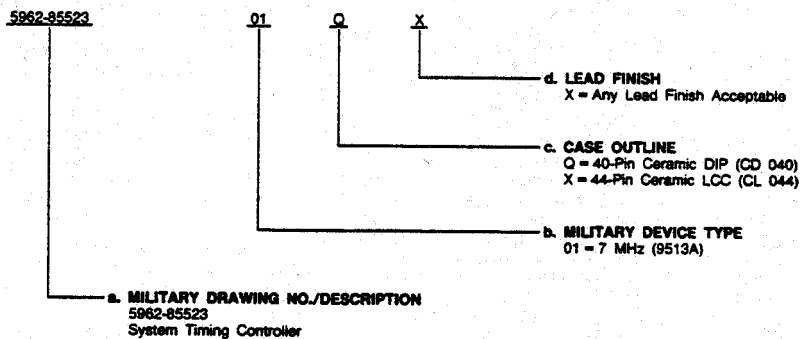 5962-85523 01 Q X
d. LEAD FINISH
X = Any Lead Finish Acceptable
c. CASE OUTLINE
Q = 40-Pin Ceramic DIP (CD 040)
X = 44-Pin Ceramic LCC (CL 044)
b. MILITARY DEVICE TYPE
01 = 7 MHz (9513A)
a. MILITARY DRAWING NO./DESCRIPTION
5962-85523
System Timing Controller